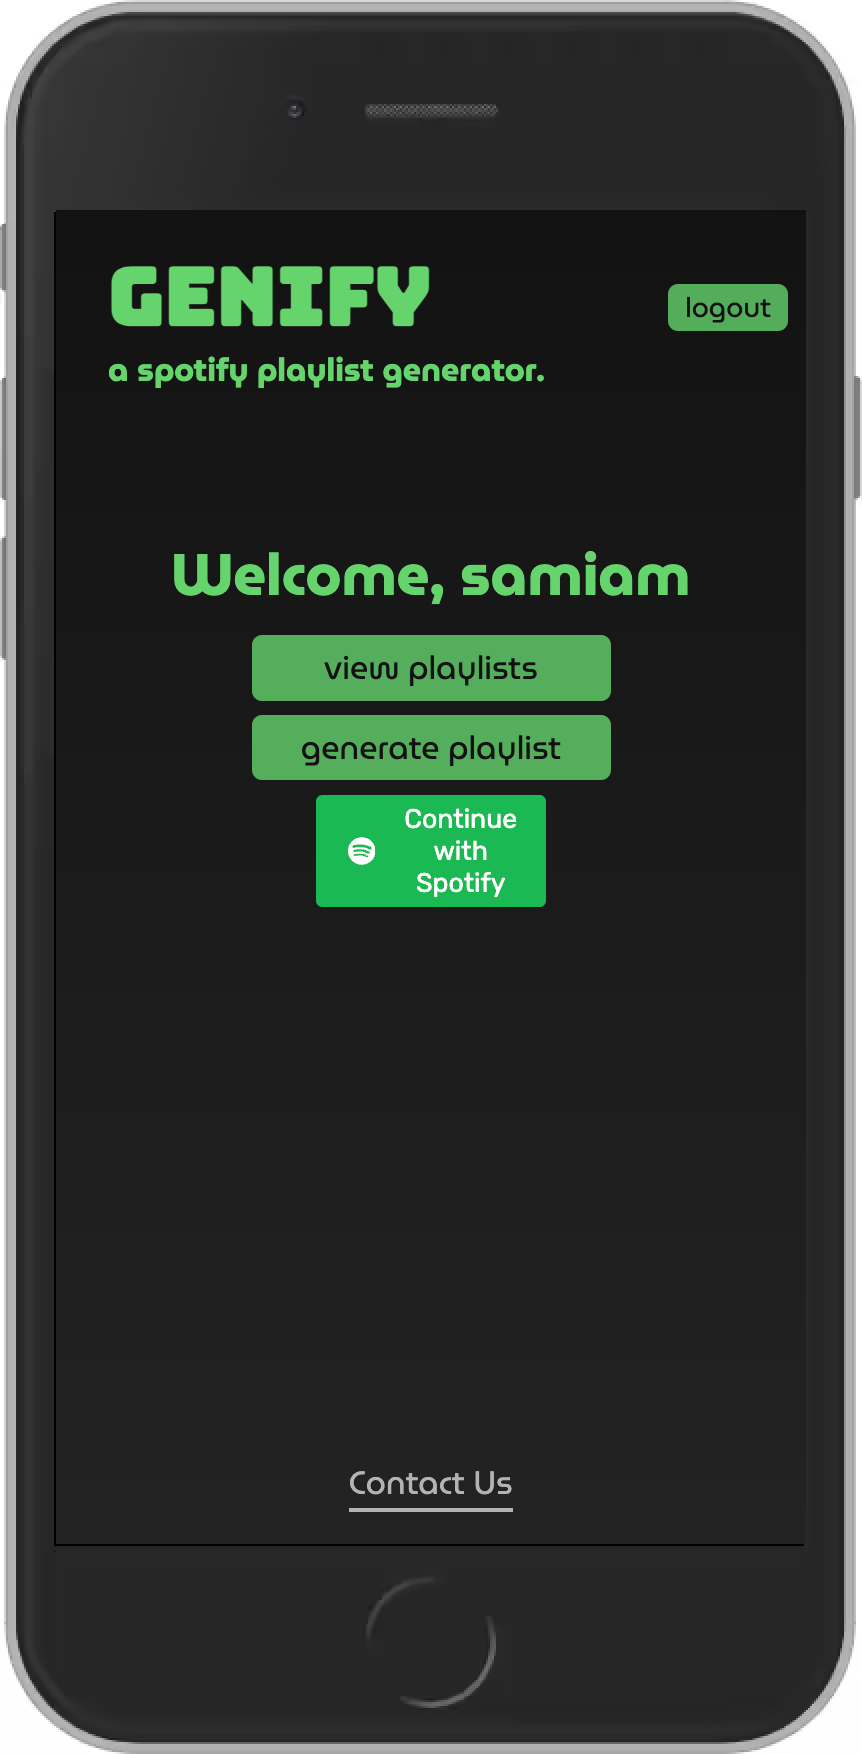 GENIFY
logout
a spotify playlist generator.
Welcome, samiam
view playlists
generate playlist
Continue
with
Spotify
Contact Us